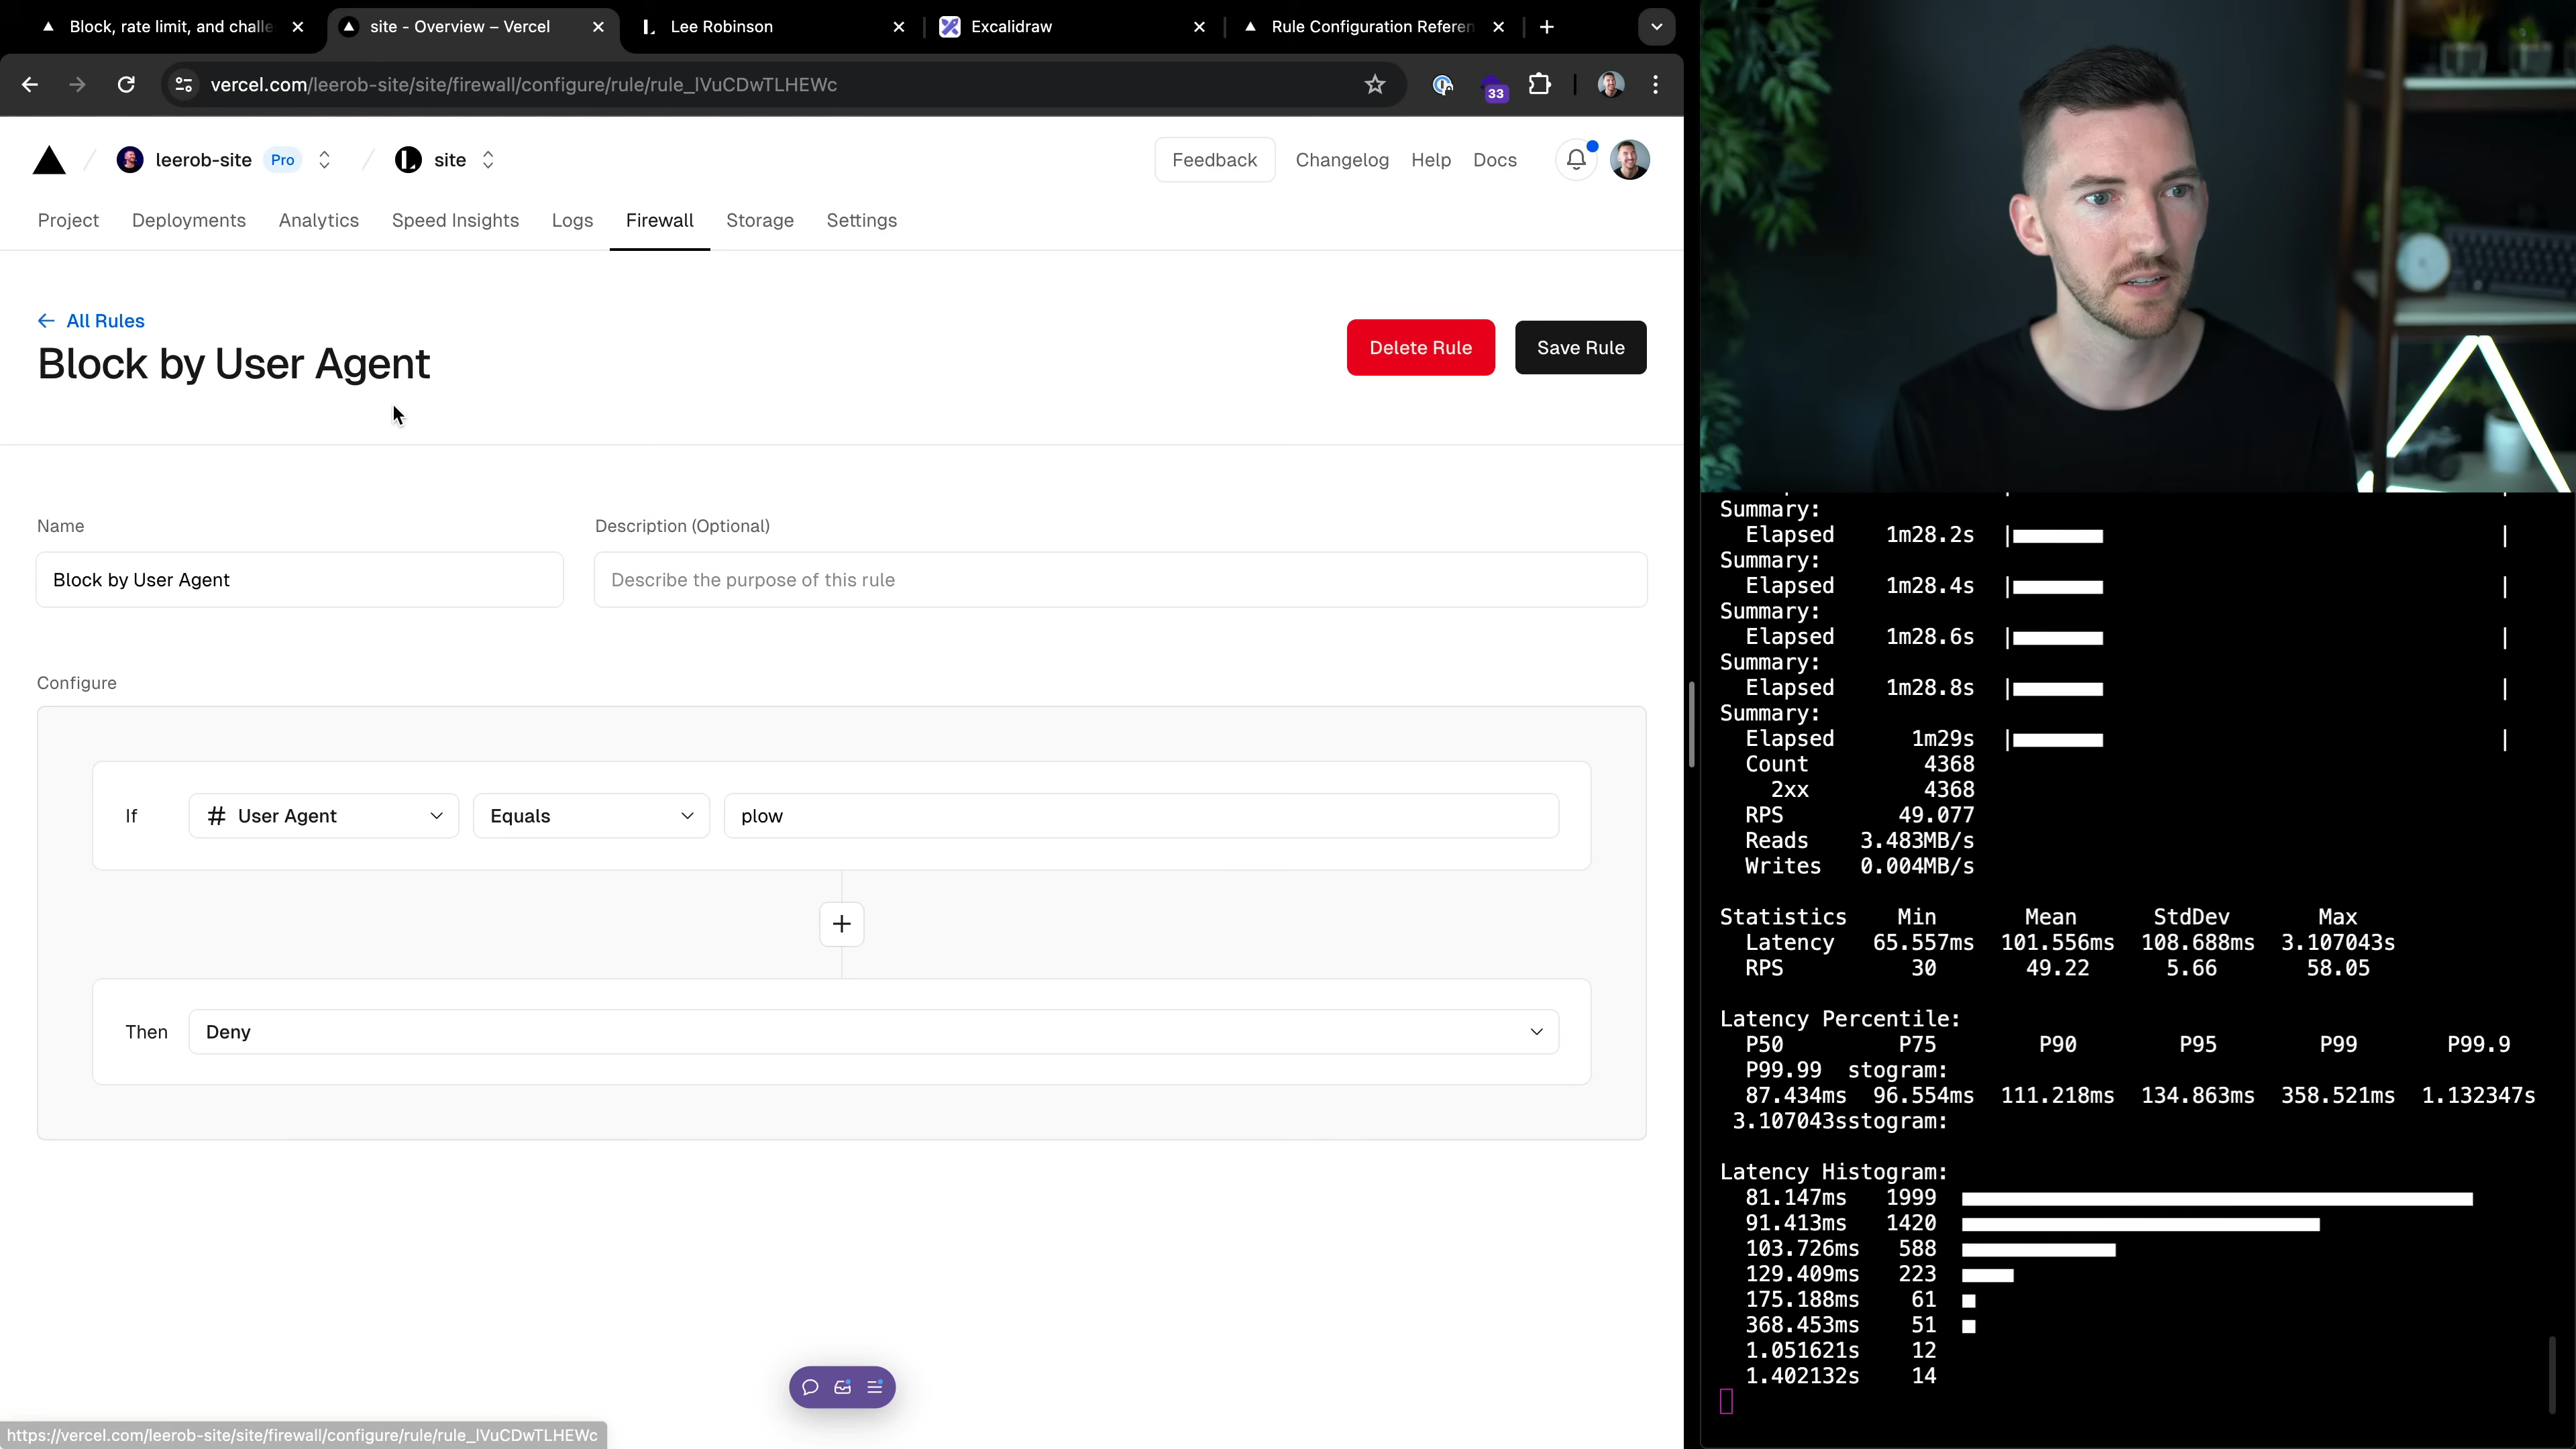 Block, rate limit, and challe
site - Overview – Vercel
Lee Robinson
Excalidraw
Rule Configuration Referen
vercel.com/leerob-site/site/firewall/configure/rule/rule_lVuCDwTLHEWc
33
leerob-site Pro
site
Feedback Changelog Help Docs
Project Deployments Analytics Speed Insights Logs Firewall Storage Settings
← All Rules
Block by User Agent
Delete Rule Save Rule
Name
Description (Optional)
Block by User Agent
Describe the purpose of this rule
Configure
If # User Agent Equals plow
+
Then Deny
https://vercel.com/leerob-site/site/firewall/configure/rule/rule_lVuCDwTLHEWc
Summary:
Elapsed 1m28.2s | |
Summary:
Elapsed 1m28.4s | |
Summary:
Elapsed 1m28.6s | |
Summary:
Elapsed 1m28.8s | |
Summary:
Elapsed 1m29s | |
Count 4368
2xx 4368
RPS 49.077
Reads 3.483MB/s
Writes 0.004MB/s
Statistics Min Mean StdDev Max
Latency 65.557ms 101.556ms 108.688ms 3.107043s
RPS 30 49.22 5.66 58.05
Latency Percentile:
P50 P75 P90 P95 P99 P99.9
P99.99 stogram:
87.434ms 96.554ms 111.218ms 134.863ms 358.521ms 1.132347s
3.107043sstogram:
Latency Histogram:
81.147ms 1999
91.413ms 1420
103.726ms 588
129.409ms 223
175.188ms 61
368.453ms 51
1.051621s 12
1.402132s 14